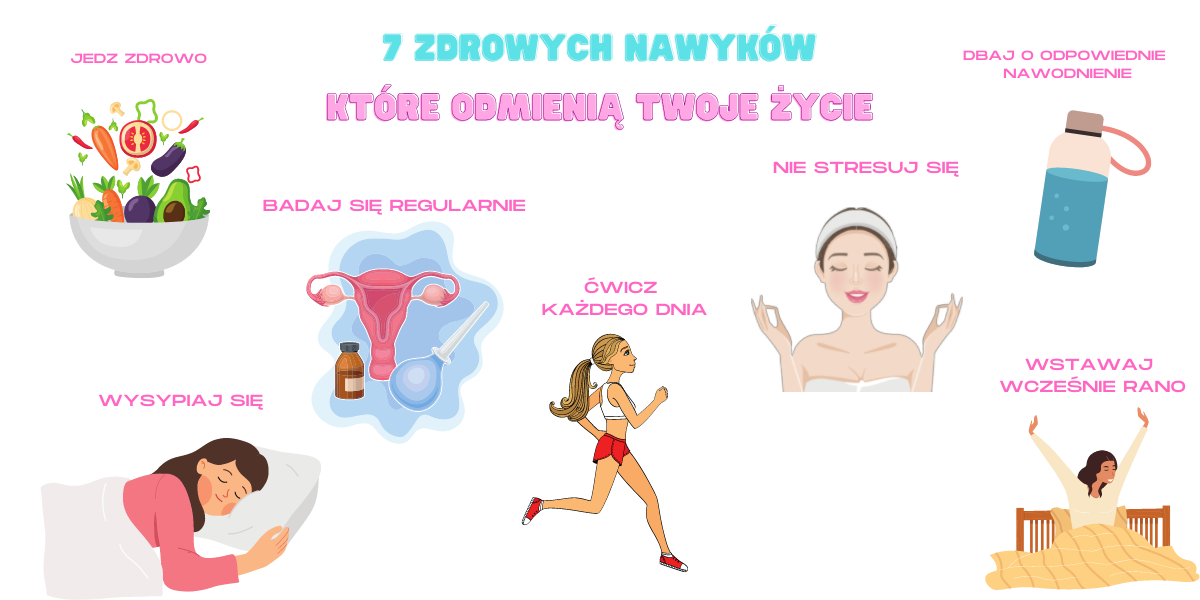 7 ZDROWYCH NAWYKÓW
KTÓRE ODMIENIĄ TWOJE ŻYCIE
JEDZ ZDROWO
DBAJ O ODPOWIEDNIE
NAWODNIENIE
NIE STRESUJ SIĘ
BADAJ SIĘ REGULARNIE
ĆWICZ
KAŻDEGO DNIA
WSTAWAJ
WCZEŚNIE RANO
WYSYPIAJ SIĘ